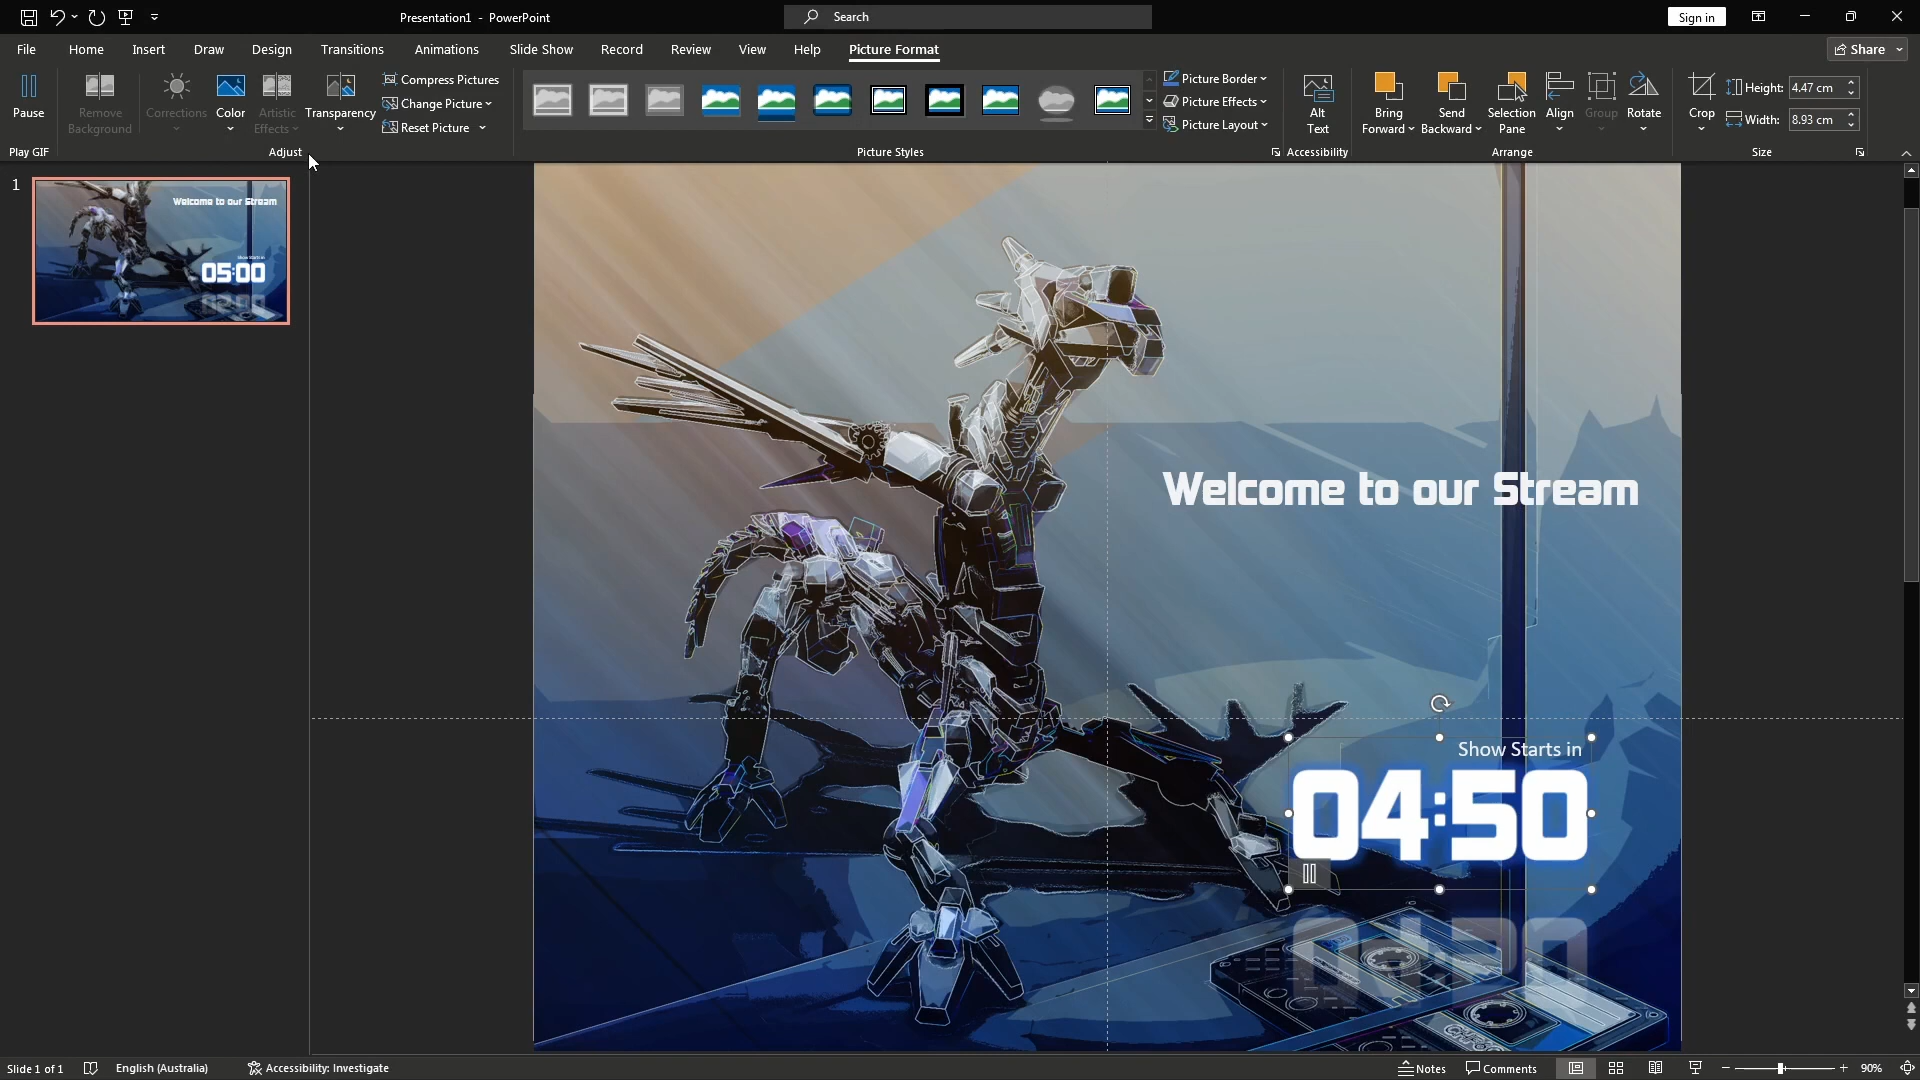 Presentation1 - PowerPoint
Search
Sign in
File Home Insert Draw Design Transitions Animations Slide Show Record Review View Help Picture Format
Share
Pause
Remove Background
Corrections
Color
Artistic Effects
Transparency
Compress Pictures
Change Picture
Reset Picture
Picture Border
Picture Effects
Picture Layout
Alt Text
Bring Forward
Send Backward
Selection Pane
Align
Group
Rotate
Crop
Height: 4.47 cm
Width: 8.93 cm
Play GIF
Adjust
Picture Styles
Accessibility
Arrange
Size
1
Welcome to our Stream
Show Starts in
05:00
Welcome to our Stream
Show Starts in
04:50
Slide 1 of 1
English (Australia)
Accessibility: Investigate
Notes
Comments
90%